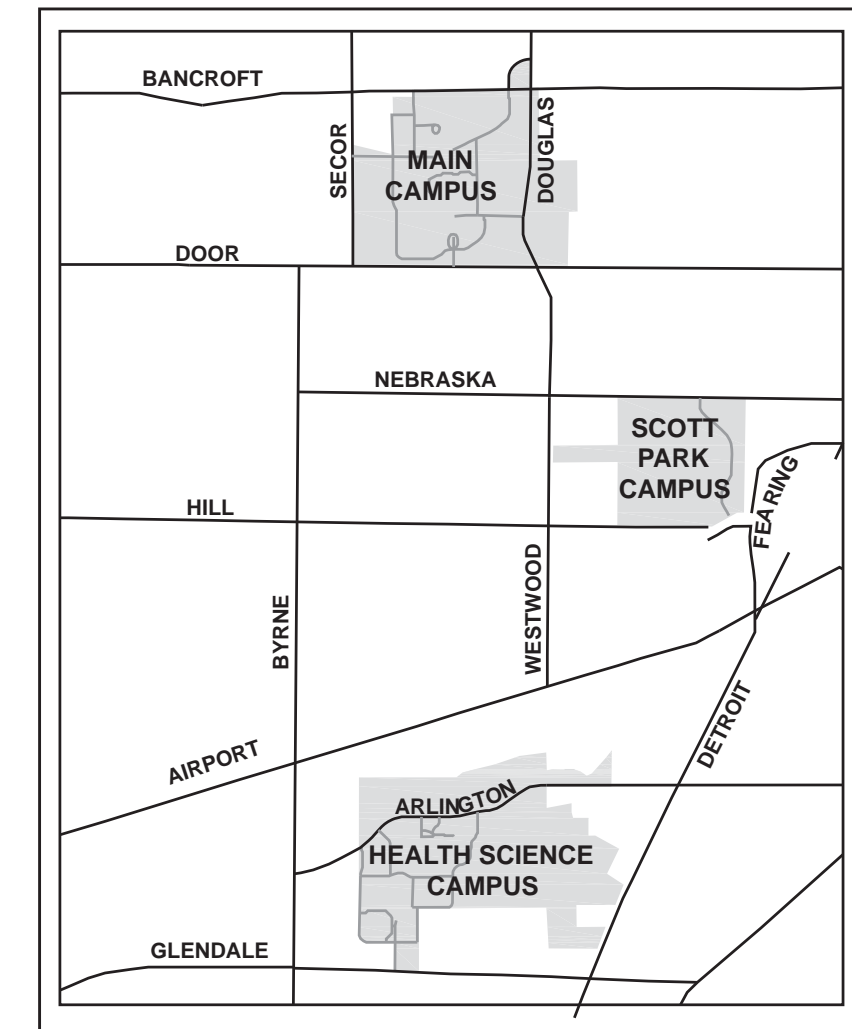 BANCROFT
SECOR
DOUGLAS
MAIN
CAMPUS
DOOR
NEBRASKA
SCOTT
PARK
CAMPUS
FEARING
HILL
WESTWOOD
BYRNE
DETROIT
AIRPORT
ARLINGTON
HEALTH SCIENCE
CAMPUS
GLENDALE